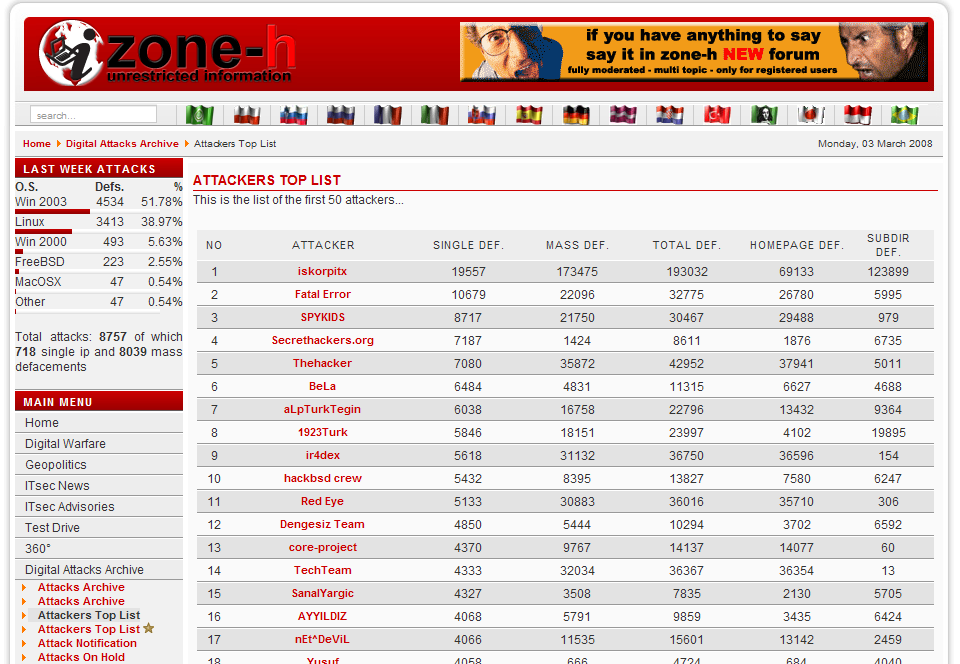 zone-h
unrestricted information
if you have anything to say
say it in zone-h NEW forum
fully moderated - multi topic - only for registered users
search...
Home Digital Attacks Archive Attackers Top List
Monday, 03 March 2008
LAST WEEK ATTACKS
O.S. Defs. %
Win 2003 4534 51.78%
Linux 3413 38.97%
Win 2000 493 5.63%
FreeBSD 223 2.55%
MacOSX 47 0.54%
Other 47 0.54%
Total attacks: 8757 of which
718 single ip and 8039 mass
defacements
MAIN MENU
Home
Digital Warfare
Geopolitics
ITsec News
ITsec Advisories
Test Drive
360°
Digital Attacks Archive
Attacks Archive
Attacks Archive
Attackers Top List
Attackers Top List
Attack Notification
Attacks On Hold
ATTACKERS TOP LIST
This is the list of the first 50 attackers...
NO ATTACKER SINGLE DEF. MASS DEF. TOTAL DEF. HOMEPAGE DEF. SUBDIR
DEF.
1 iskorpitx 19557 173475 193032 69133 123899
2 Fatal Error 10679 22096 32775 26780 5995
3 SPYKIDS 8717 21750 30467 29488 979
4 Secrethackers.org 7187 1424 8611 1876 6735
5 Thehacker 7080 35872 42952 37941 5011
6 BeLa 6484 4831 11315 6627 4688
7 aLpTurkTegin 6038 16758 22796 13432 9364
8 1923Turk 5846 18151 23997 4102 19895
9 ir4dex 5618 31132 36750 36596 154
10 hackbsd crew 5432 8395 13827 7580 6247
11 Red Eye 5133 30883 36016 35710 306
12 Dengesiz Team 4850 5444 10294 3702 6592
13 core-project 4370 9767 14137 14077 60
14 TechTeam 4333 32034 36367 36354 13
15 SanalYargic 4327 3508 7835 2130 5705
16 AYYILDIZ 4068 5791 9859 3435 6424
17 nEt^DeViL 4066 11535 15601 13142 2459
18 Yusuf 4058 666 4724 684 4040